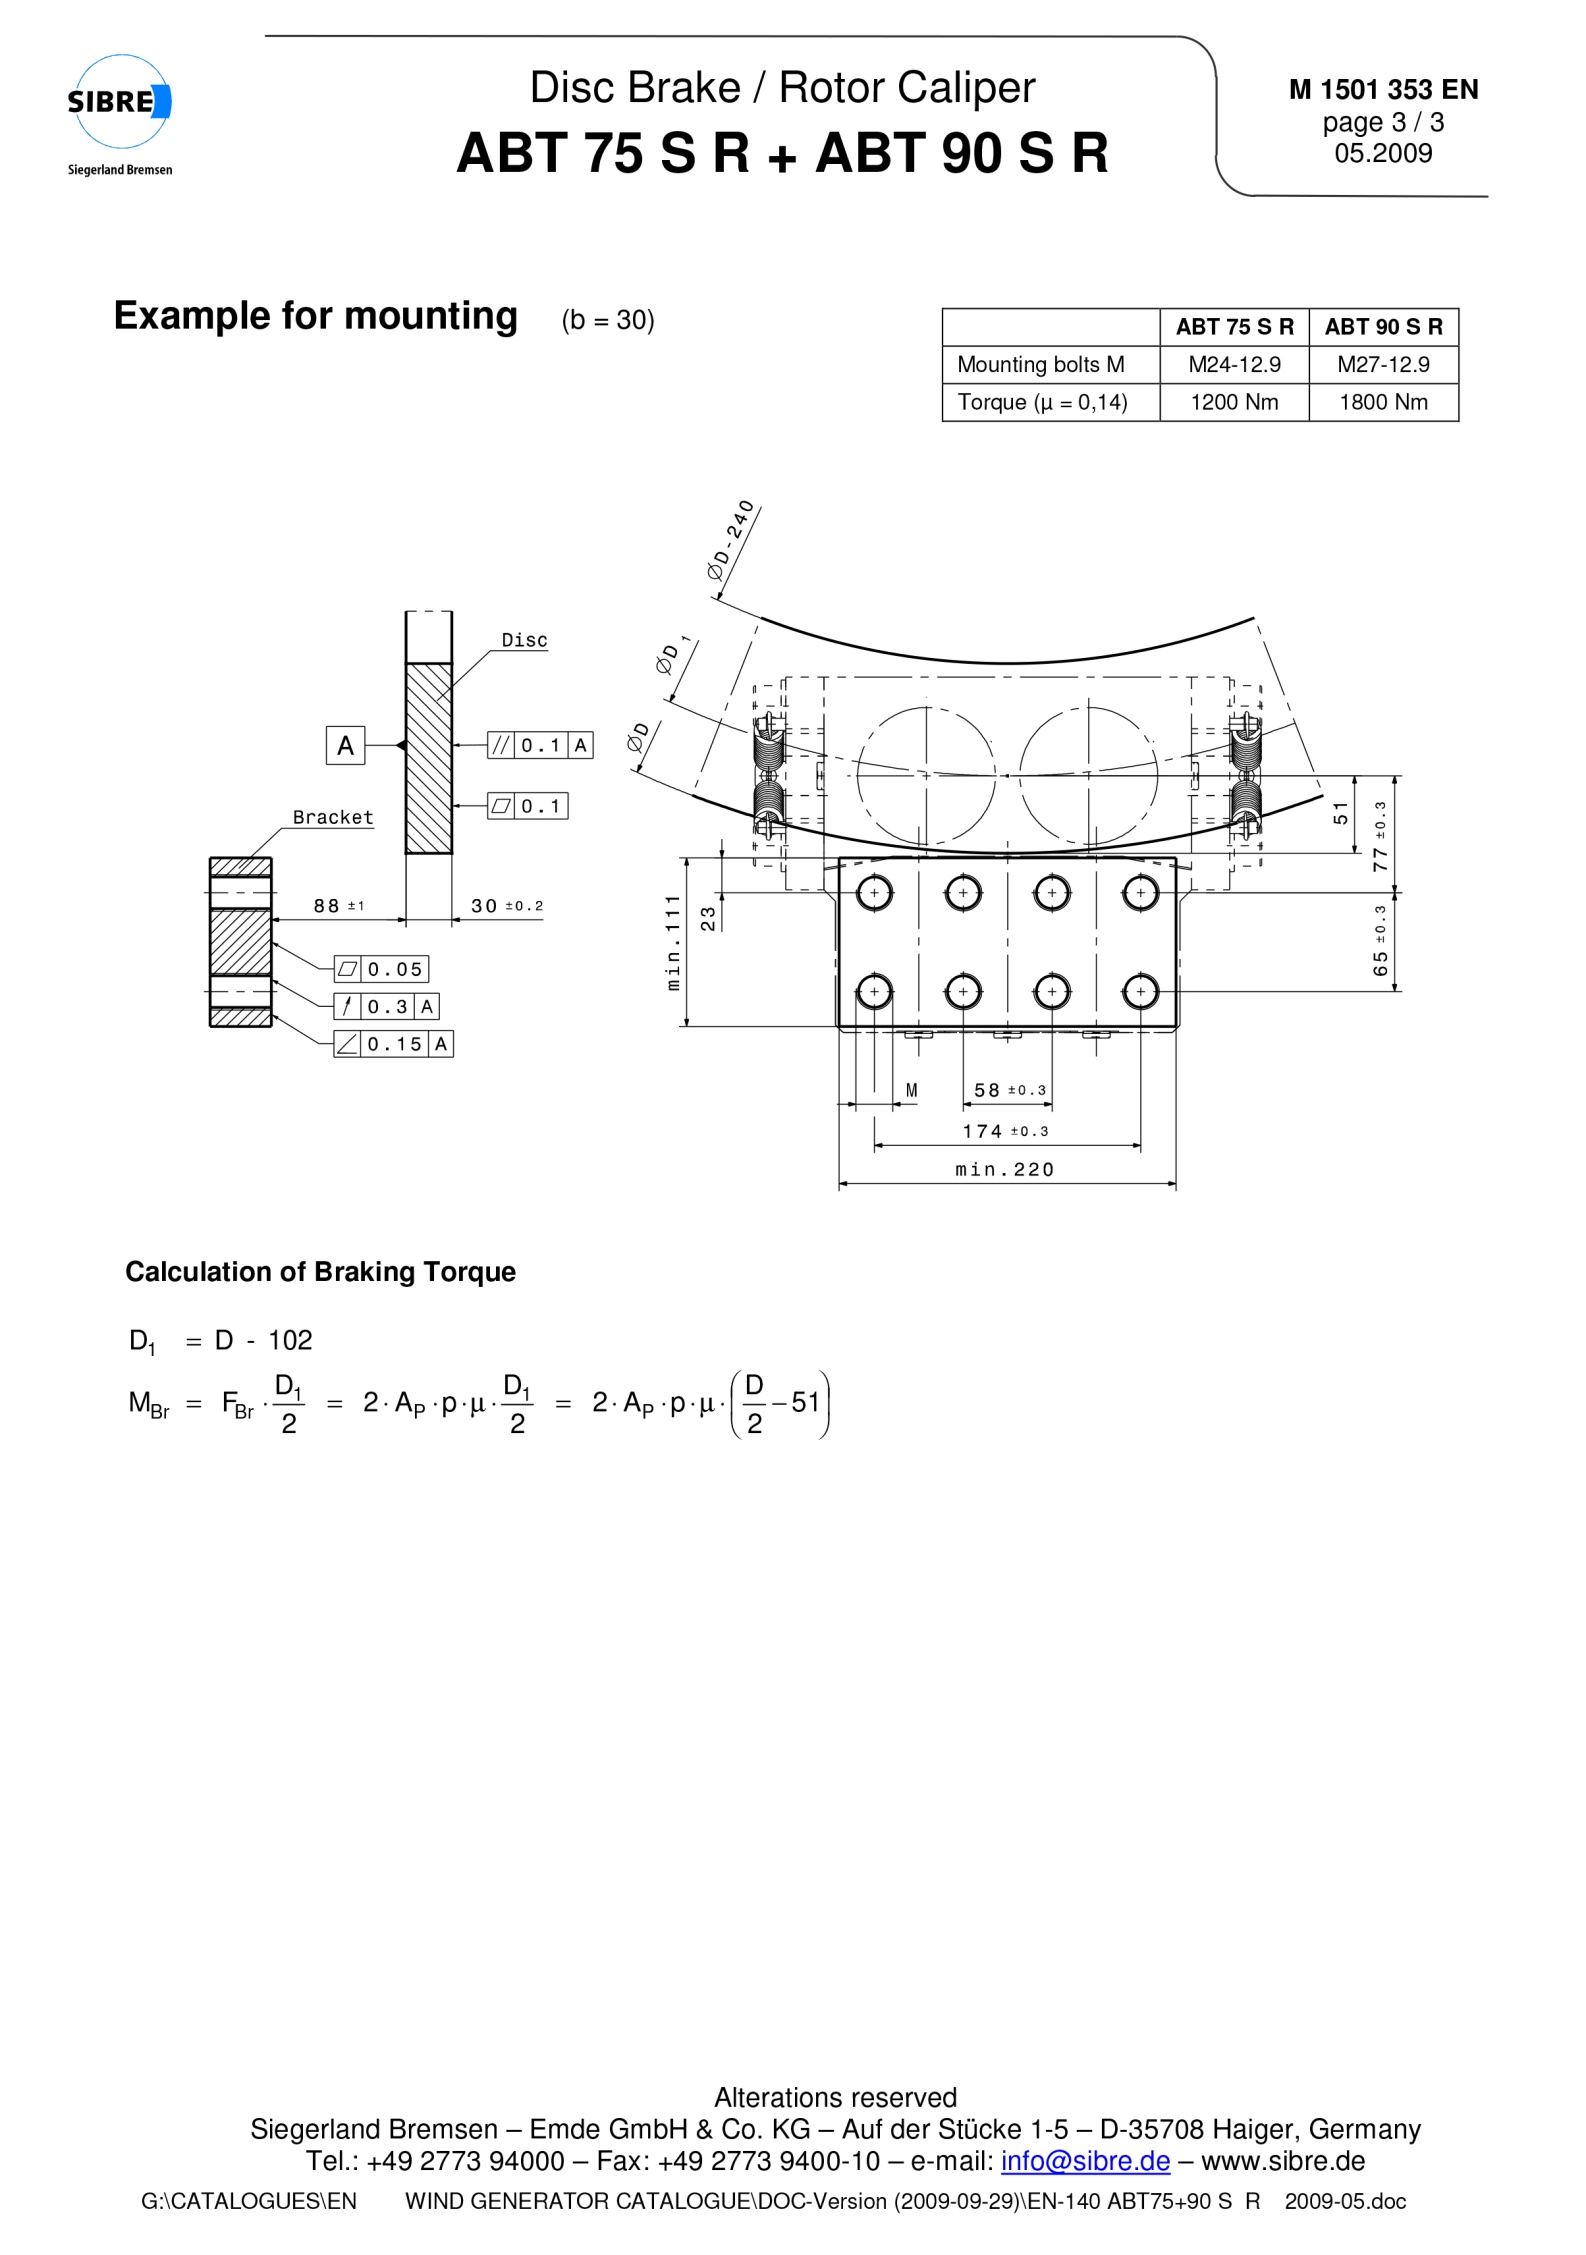 SIBRE
Siegerland Bremsen
Disc Brake / Rotor Caliper
ABT 75 S R + ABT 90 S R
M 1501 353 EN
page 3 / 3
05.2009
Example for mounting (b = 30)
ABT 75 S R ABT 90 S R
Mounting bolts M M24-12.9 M27-12.9
Torque (µ = 0,14) 1200 Nm 1800 Nm
ØD-240
ØD1
ØD
Disc
A
// 0.1 A
▱ 0.1
Bracket
88 ±1
30 ±0.2
▱ 0.05
↗ 0.3 A
∠ 0.15 A
min.111
23
51
77 ±0.3
65 ±0.3
M
58 ±0.3
174 ±0.3
min.220
Calculation of Braking Torque
D1 = D - 102
MBr = FBr · D1/2 = 2 · AP · p · µ · D1/2 = 2 · AP · p · µ · (D/2 − 51)
Alterations reserved
Siegerland Bremsen – Emde GmbH & Co. KG – Auf der Stücke 1-5 – D-35708 Haiger, Germany
Tel.: +49 2773 94000 – Fax: +49 2773 9400-10 – e-mail: info@sibre.de – www.sibre.de
G:\CATALOGUES\EN WIND GENERATOR CATALOGUE\DOC-Version (2009-09-29)\EN-140 ABT75+90 S R 2009-05.doc